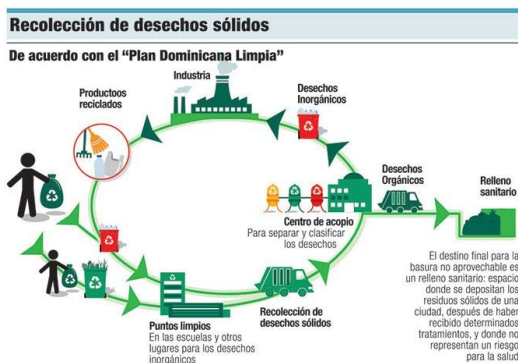 Recolección de desechos sólidos
De acuerdo con el “Plan Dominicana Limpia”
Industria
Productoos
reciclados
Desechos
Inorgánicos
Desechos
Orgánicos
Relleno
sanitario
Centro de acopio
Para separar y clasificar
los desechos
El destino final para la
basura no aprovechable es
un relleno sanitario: espacio
donde se depositan los
residuos sólidos de una
ciudad, después de haber
recibido determinados
tratamientos, y donde no
representan un riesgo
para la salud
Recolección de
desechos sólidos
Puntos limpios
En las escuelas y otros
lugares para los desechos
inorgánicos